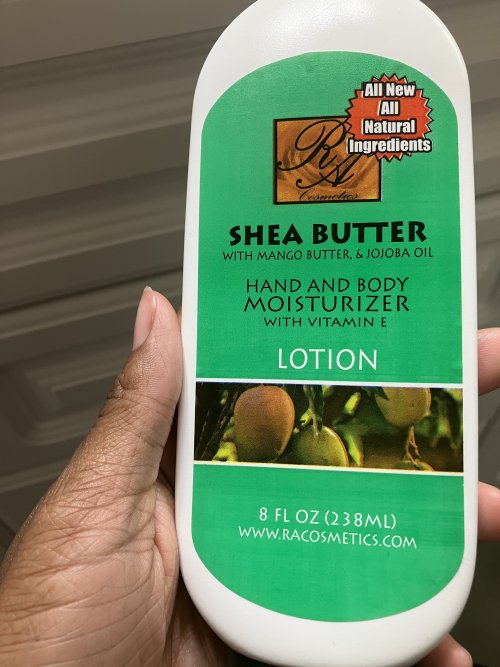 All New
All
Natural
Ingredients
RA
Cosmetics
SHEA BUTTER
WITH MANGO BUTTER, & JOJOBA OIL
HAND AND BODY
MOISTURIZER
WITH VITAMIN E
LOTION
8 FL OZ (238ML)
WWW.RACOSMETICS.COM